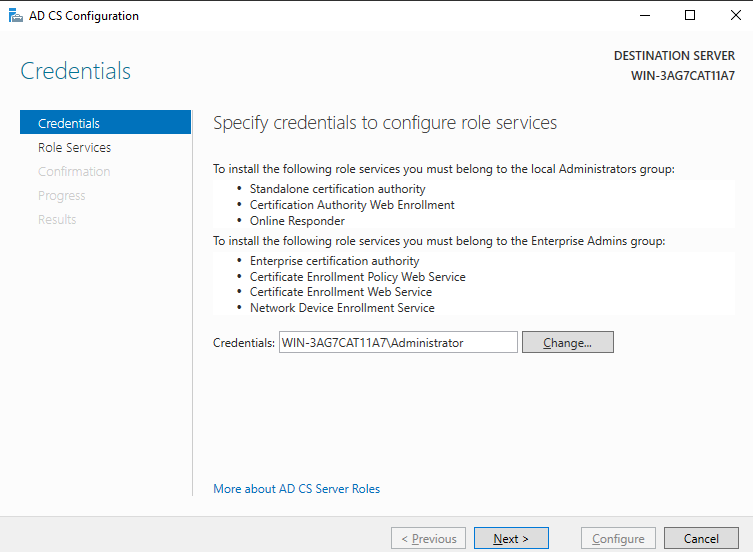 AD CS Configuration
DESTINATION SERVER
WIN-3AG7CAT11A7
Credentials
Credentials
Role Services
Confirmation
Progress
Results
Specify credentials to configure role services
To install the following role services you must belong to the local Administrators group:
• Standalone certification authority
• Certification Authority Web Enrollment
• Online Responder
To install the following role services you must belong to the Enterprise Admins group:
• Enterprise certification authority
• Certificate Enrollment Policy Web Service
• Certificate Enrollment Web Service
• Network Device Enrollment Service
Credentials: WIN-3AG7CAT11A7\Administrator Change...
More about AD CS Server Roles
< Previous Next > Configure Cancel